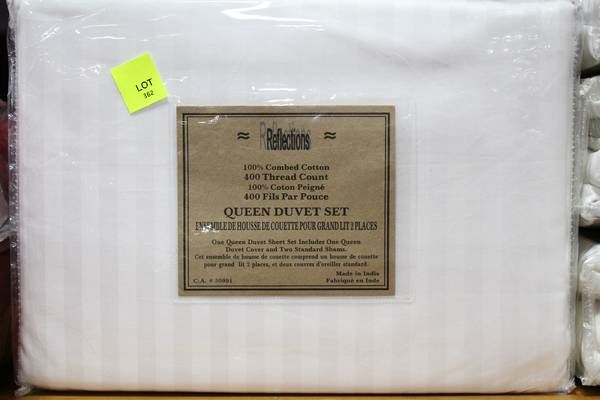 LOT
362
≈ Reflections ≈
100% Combed Cotton
400 Thread Count
100% Coton Peigné
400 Fils Par Pouce
QUEEN DUVET SET
ENSEMBLE DE HOUSSE DE COUETTE POUR GRAND LIT 2 PLACES
One Queen Duvet Sheet Set Includes One Queen
Duvet Cover and Two Standard Shams.
Cet ensemble de housse de couette comprend un housse de couette
pour grand lit 2 places, et deux couvres d'oreiller standard.
Made in India
C.A. # 30891 Fabriqué en Inde